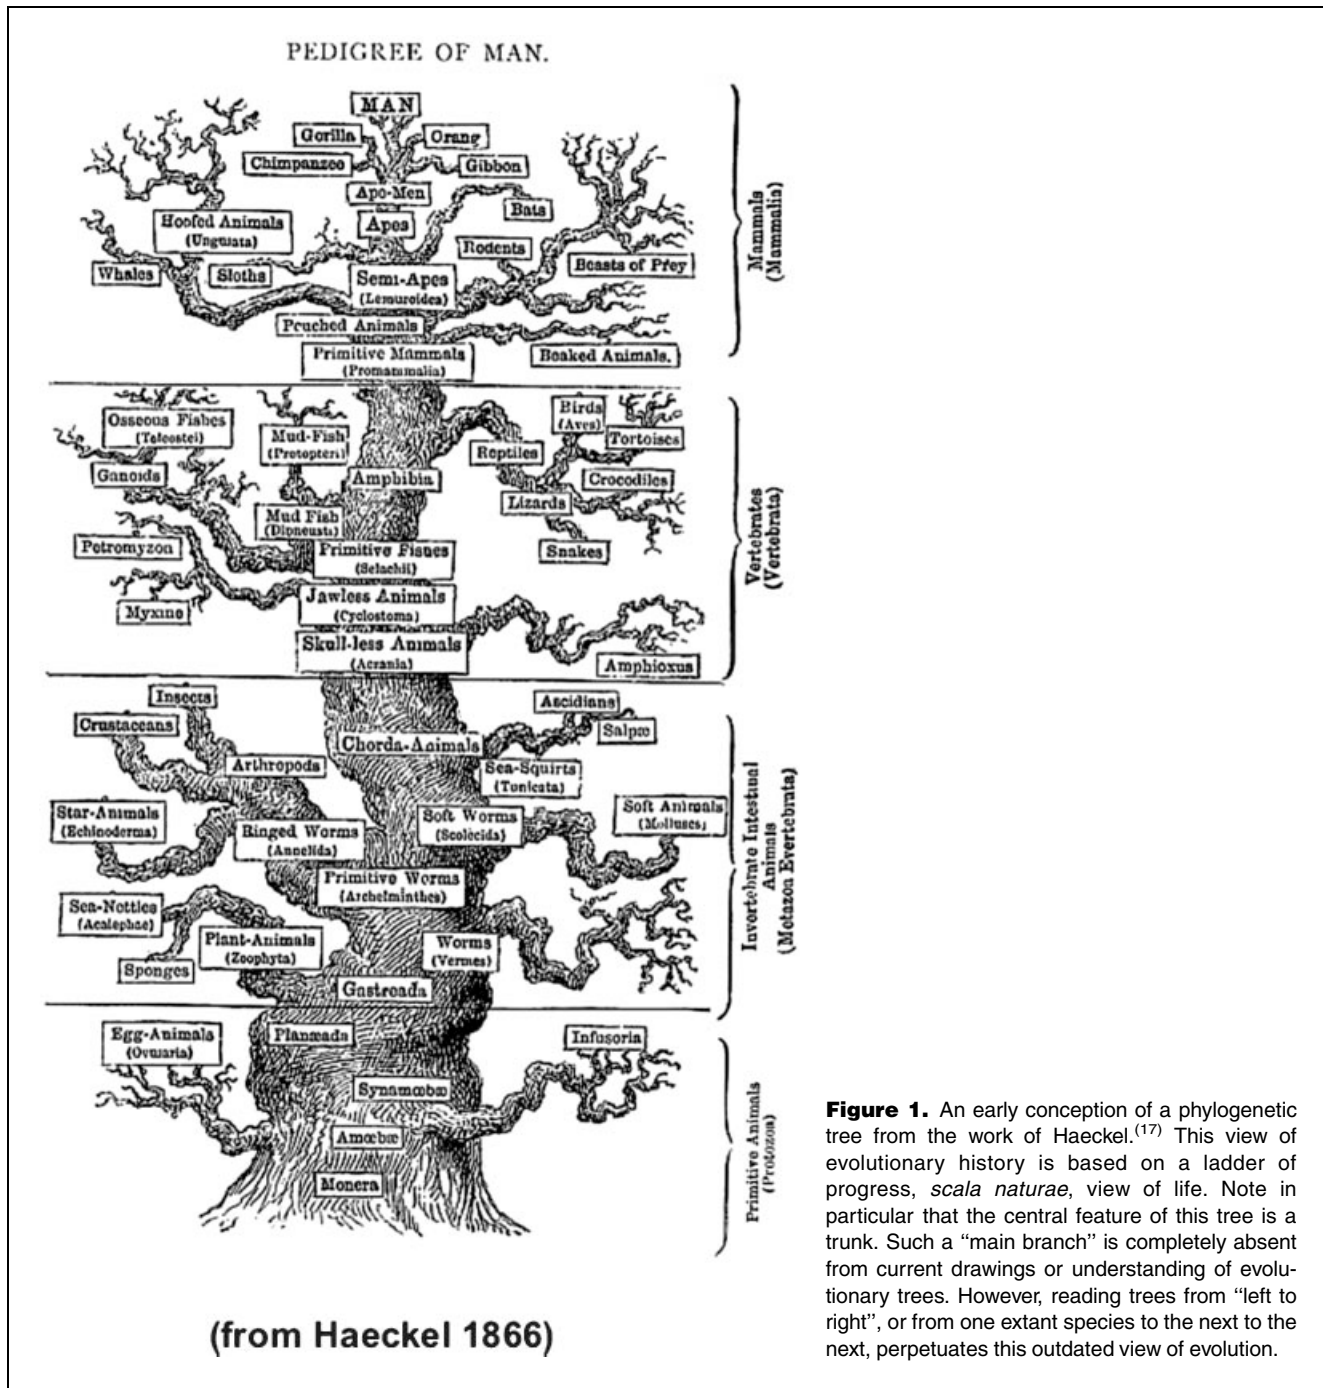 PEDIGREE OF MAN.
MAN
Gorilla
Orang
Chimpanzee
Gibbon
Ape-Men
Bats
Hoofed Animals
(Ungulata)
Apes
Rodents
Whales
Sloths
Semi-Apes
(Lemuroidea)
Beasts of Prey
Pouched Animals
Primitive Mammals
(Promammalia)
Beaked Animals.
Mammals
(Mammalia)
Osseous Fishes
(Teleostei)
Mud-Fish
(Protopteri)
Birds
(Aves)
Tortoises
Reptiles
Ganoids
Amphibia
Crocodiles
Lizards
Mud Fish
(Dipneusta)
Petromyzon
Primitive Fishes
(Selachii)
Snakes
Jawless Animals
(Cyclostoma)
Myxine
Skull-less Animals
(Acrania)
Amphioxus
Vertebrates
(Vertebrata)
Insects
Ascidians
Crustaceans
Salpæ
Chorda-Animals
Arthropods
Sea-Squirts
(Tunicata)
Star-Animals
(Echinoderma)
Soft Worms
(Scolecida)
Soft Animals
(Molluscs)
Ringed Worms
(Annelida)
Primitive Worms
(Archelminthes)
Sea-Nettles
(Acalephae)
Plant-Animals
(Zoophyta)
Worms
(Vermes)
Sponges
Gastreada
Invertebrate Intestinal
Animals
(Metazoa Evertebrata)
Egg-Animals
(Ovularia)
Planæada
Infusoria
Synamœbæ
Amœbæ
Monera
Primitive Animals
(Protozoa)
(from Haeckel 1866)
Figure 1. An early conception of a phylogenetic
tree from the work of Haeckel.(17) This view of
evolutionary history is based on a ladder of
progress, scala naturae, view of life. Note in
particular that the central feature of this tree is a
trunk. Such a “main branch” is completely absent
from current drawings or understanding of evolu-
tionary trees. However, reading trees from “left to
right”, or from one extant species to the next to the
next, perpetuates this outdated view of evolution.